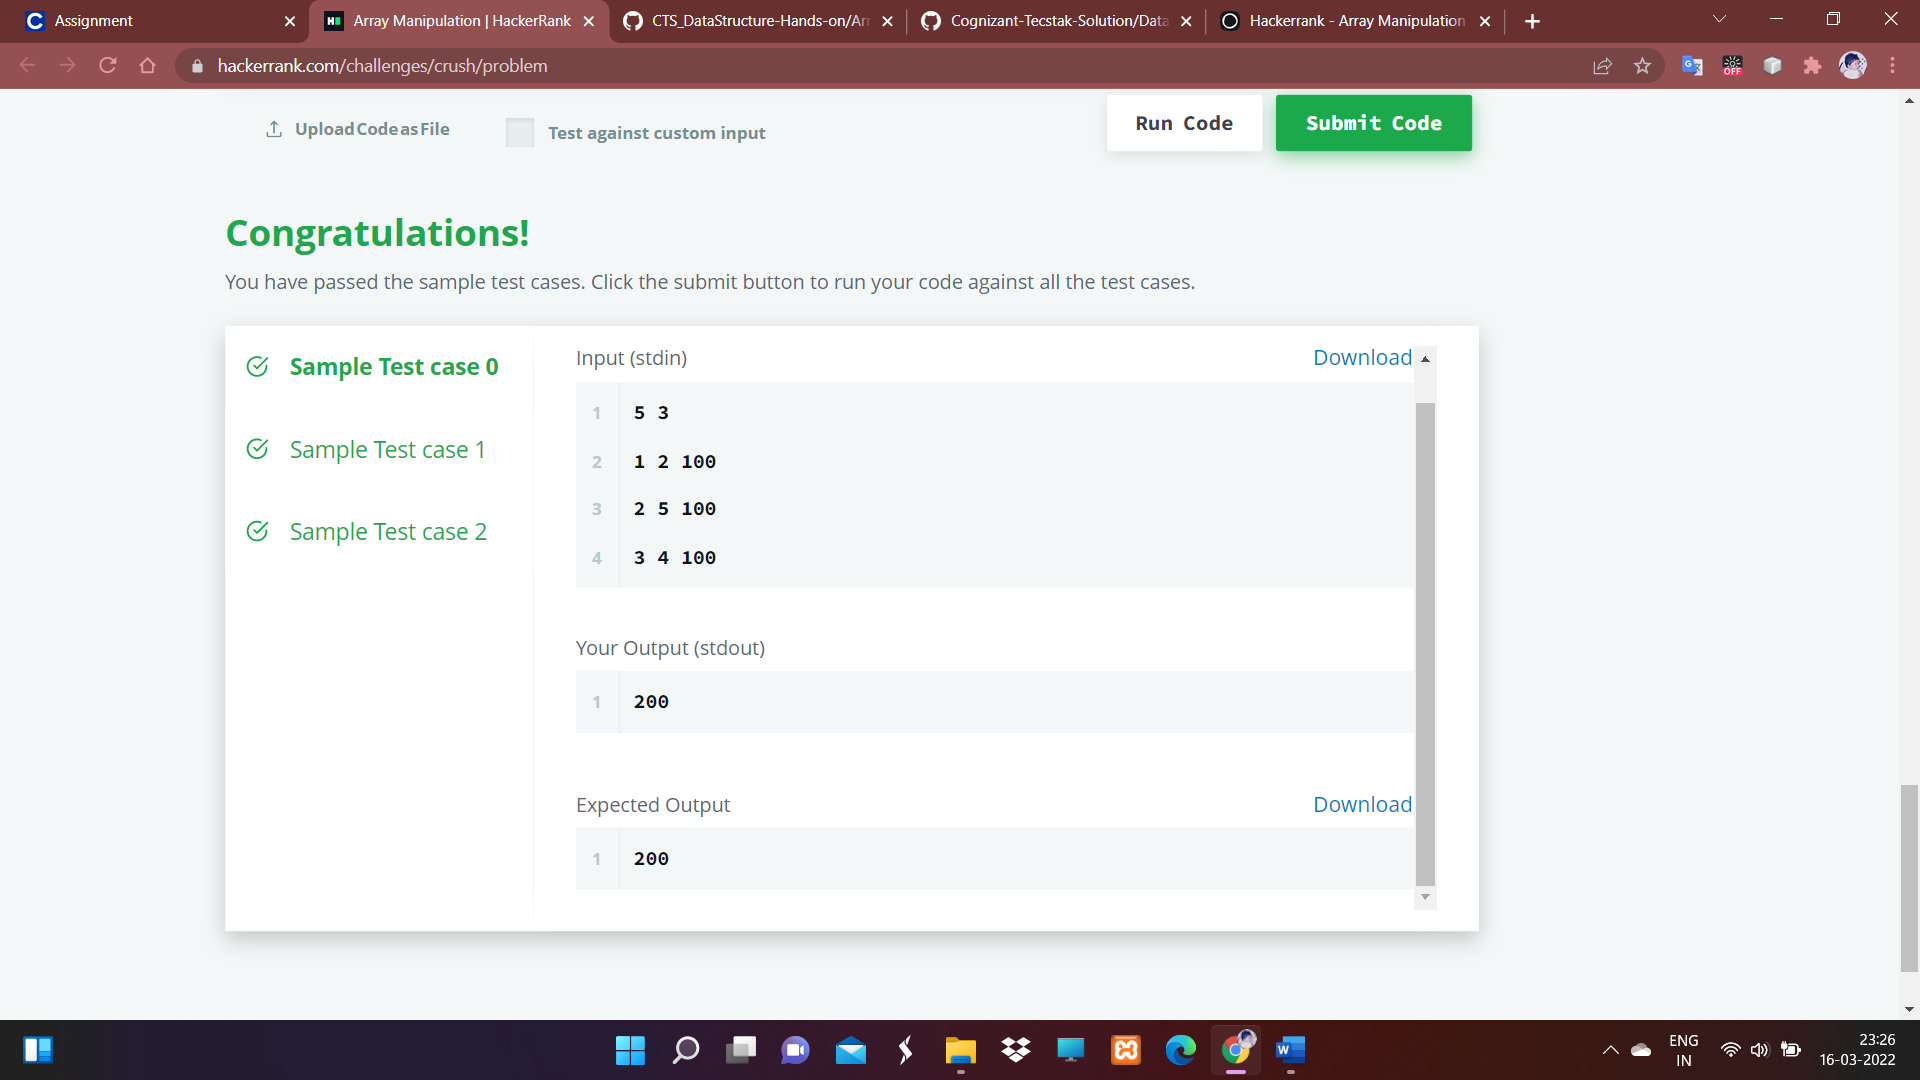 Assignment
Array Manipulation | HackerRank
CTS_DataStructure-Hands-on/Arr
Cognizant-Tecstak-Solution/Data
Hackerrank - Array Manipulation
hackerrank.com/challenges/crush/problem
OFF
Upload Code as File
Test against custom input
Run Code
Submit Code
Congratulations!
You have passed the sample test cases. Click the submit button to run your code against all the test cases.
Sample Test case 0
Sample Test case 1
Sample Test case 2
Input (stdin)
Download
1 5 3
2 1 2 100
3 2 5 100
4 3 4 100
Your Output (stdout)
1 200
Expected Output
Download
1 200
ENG
IN
23:26
16-03-2022